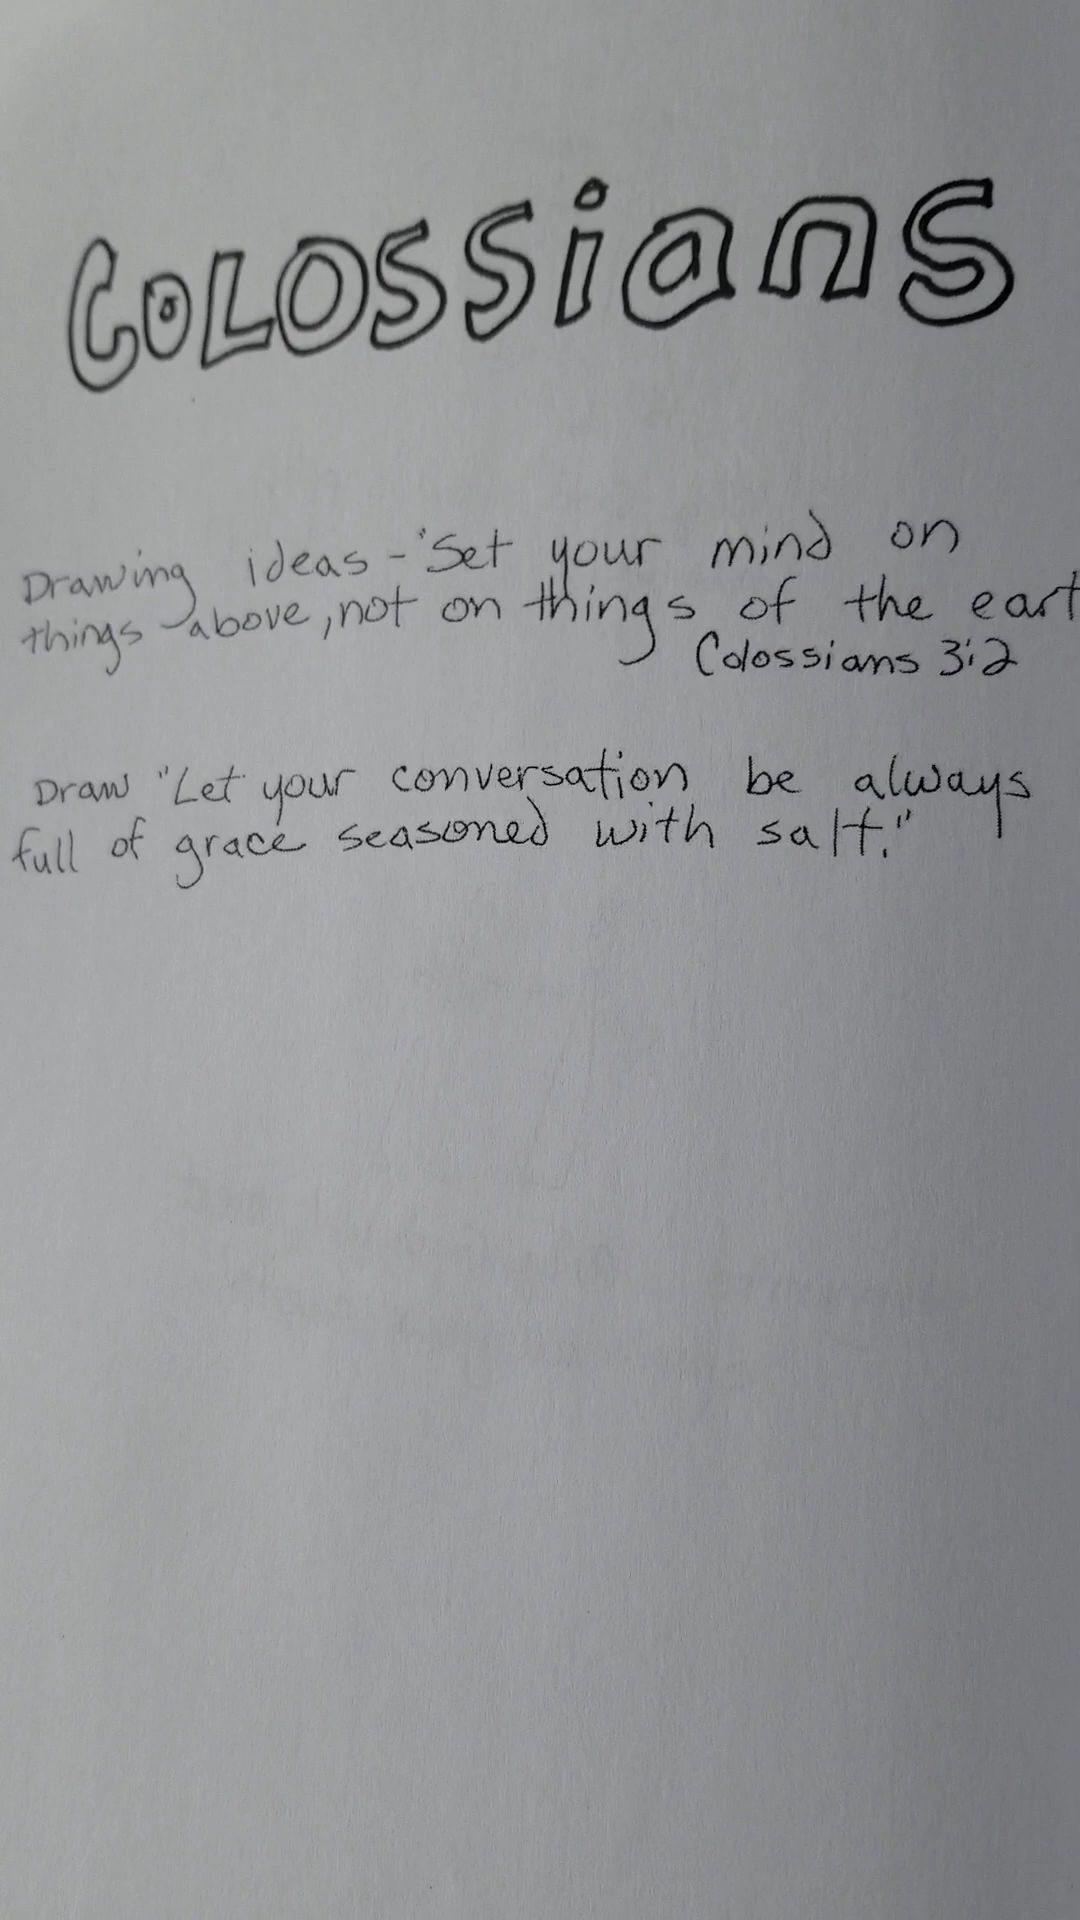 COLOSSians
Drawing ideas - "Set your mind on
things above, not on things of the eart
Colossians 3:2
Draw "Let your conversation be always
full of grace seasoned with salt."